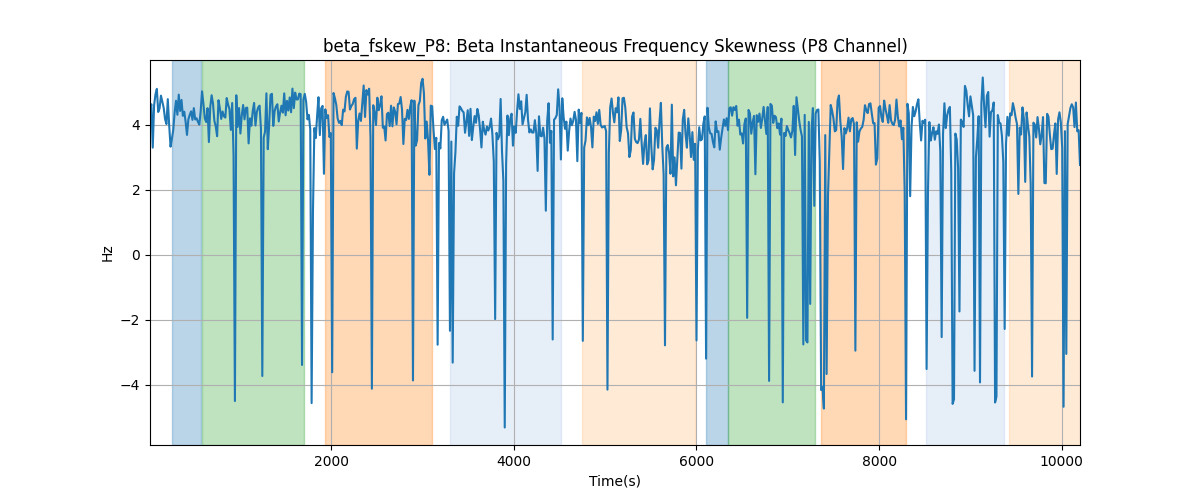 beta_fskew_P8: Beta Instantaneous Frequency Skewness (P8 Channel)
Hz
4
2
0
−2
−4
2000 4000 6000 8000 10000
Time(s)